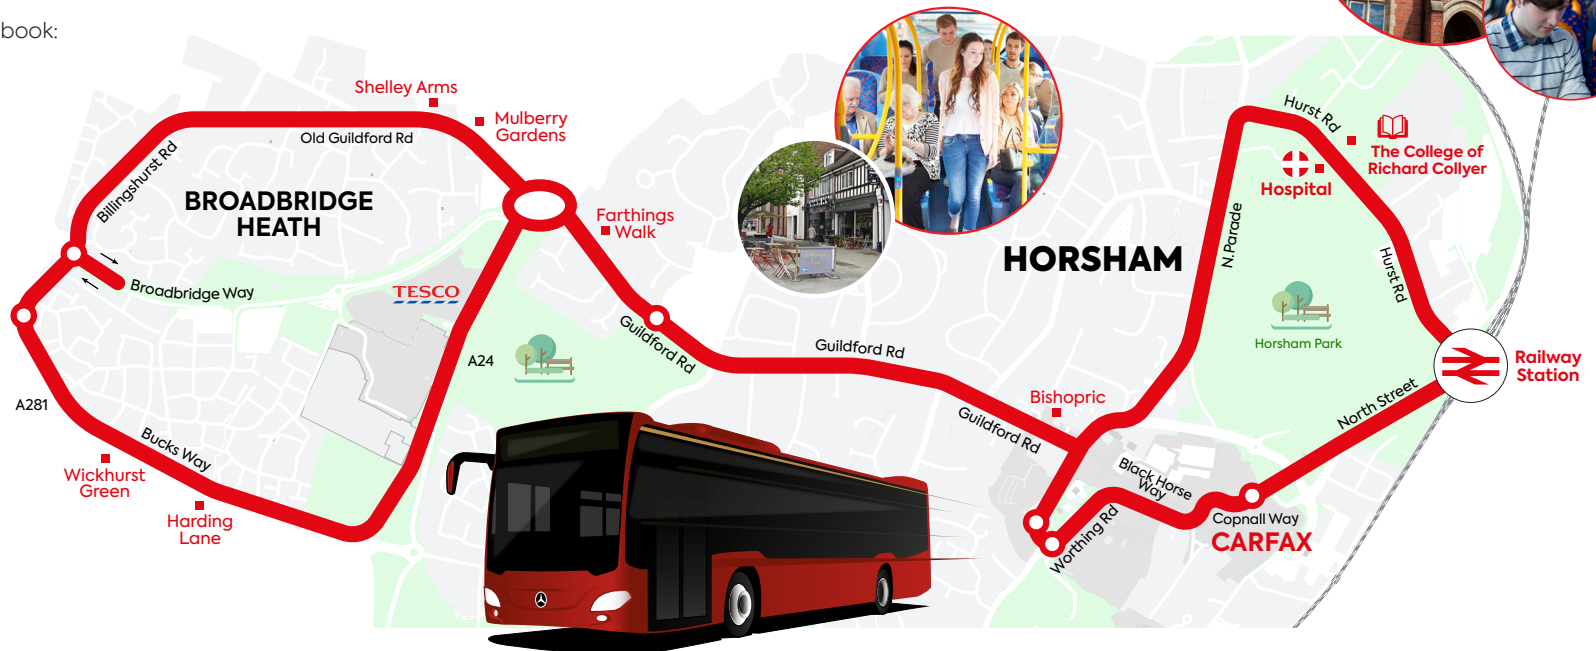 book:
Shelley Arms
Mulberry
Gardens
Old Guildford Rd
Billingshurst Rd
BROADBRIDGE
HEATH
Farthings
Walk
Broadbridge Way
TESCO
A24
A281
Bucks Way
Wickhurst
Green
Harding
Lane
Guildford Rd
Guildford Rd
Guildford Rd
Bishopric
HORSHAM
N.Parade
Hurst Rd
The College of
Richard Collyer
Hospital
Hurst Rd
Horsham Park
Railway
Station
North Street
Black Horse
Way
Worthing Rd
Copnall Way
CARFAX